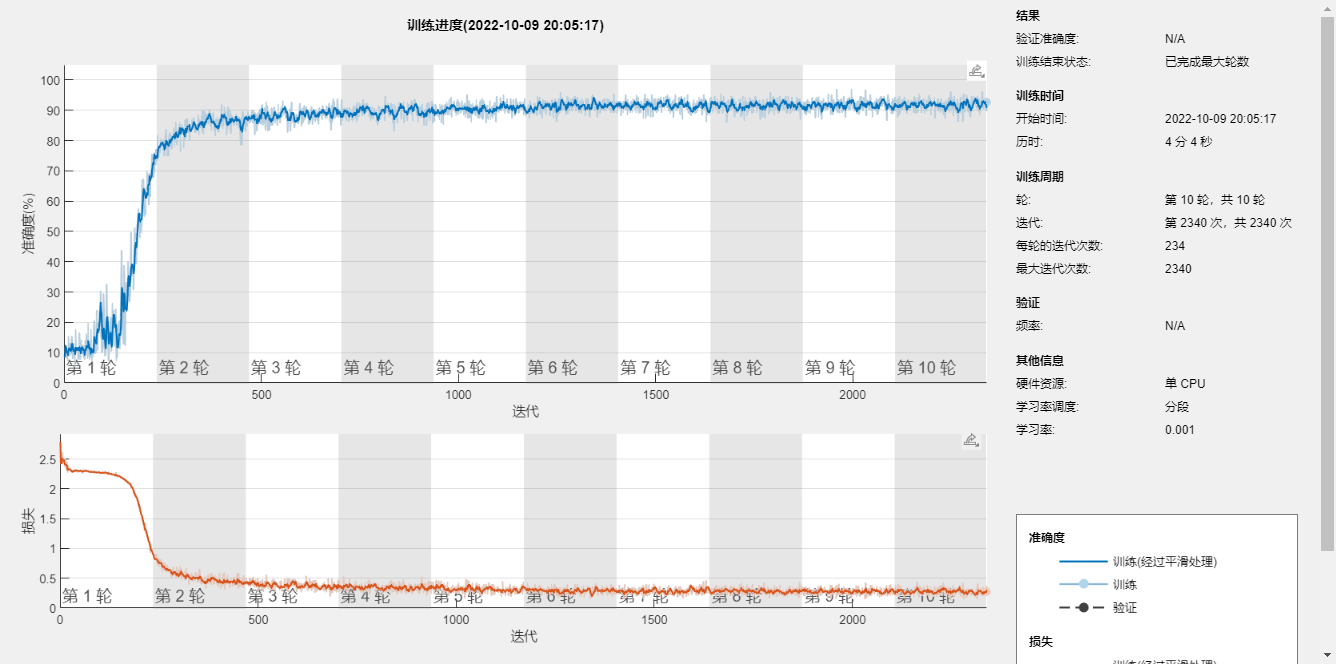 训练进度(2022-10-09 20:05:17)
100
90
80
70
60
50
40
30
20
10
0
准确度(%)
第 1 轮 第 2 轮 第 3 轮 第 4 轮 第 5 轮 第 6 轮 第 7 轮 第 8 轮 第 9 轮 第 10 轮
0 500 1000 1500 2000
迭代
2.5
2
1.5
1
0.5
0
损失
第 1 轮 第 2 轮 第 3 轮 第 4 轮 第 5 轮 第 6 轮 第 7 轮 第 8 轮 第 9 轮 第 10 轮
0 500 1000 1500 2000
迭代
结果
验证准确度: N/A
训练结束状态: 已完成最大轮数
训练时间
开始时间: 2022-10-09 20:05:17
历时: 4 分 4 秒
训练周期
轮: 第 10 轮，共 10 轮
迭代: 第 2340 次，共 2340 次
每轮的迭代次数: 234
最大迭代次数: 2340
验证
频率: N/A
其他信息
硬件资源: 单 CPU
学习率调度: 分段
学习率: 0.001
准确度
训练(经过平滑处理)
训练
验证
损失
训练(经过平滑处理)